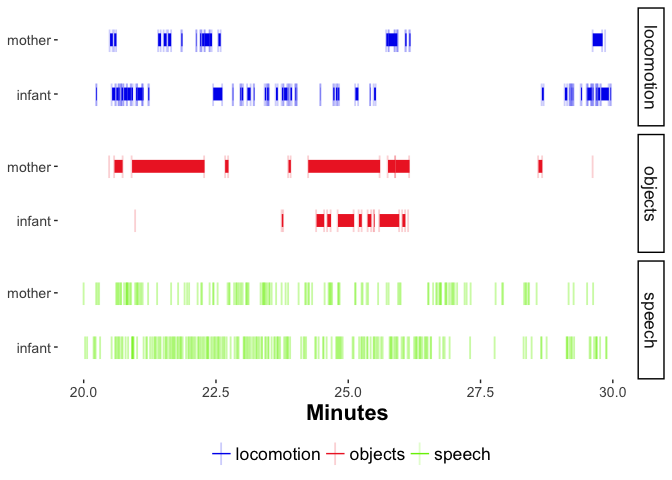 mother
infant
locomotion
mother
infant
objects
mother
infant
speech
20.0 22.5 25.0 27.5 30.0
Minutes
locomotion objects speech